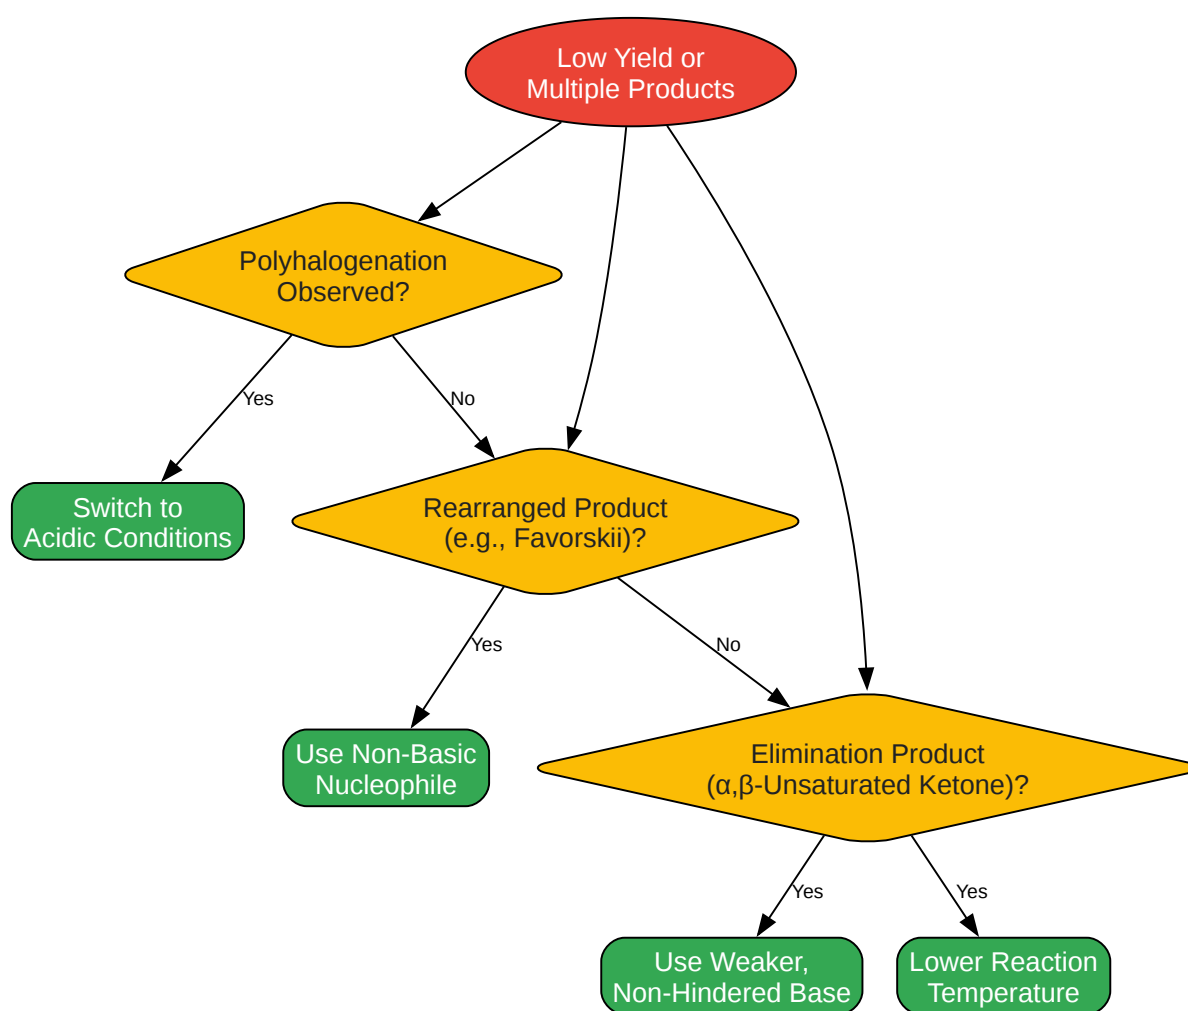 Low Yield or
Multiple Products
Polyhalogenation
Observed?
Yes
No
Switch to
Acidic Conditions
Rearranged Product
(e.g., Favorskii)?
Yes
No
Use Non-Basic
Nucleophile
Elimination Product
(α,β-Unsaturated Ketone)?
Yes
Yes
Use Weaker,
Non-Hindered Base
Lower Reaction
Temperature